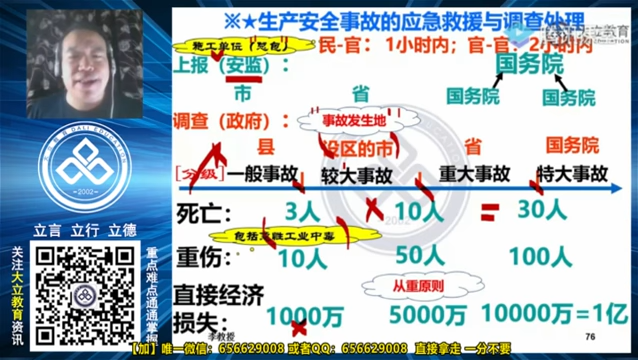 ※★生产安全事故的应急救援与调查处理
施工单位(总包) 民-官: 1小时内; 官-官: 2小时内
上报(安监): 国务院
市 省 国务院 国务院
调查(政府): 事故发生地
县 设区的市 省 国务院
[分级] 一般事故 较大事故 重大事故 特大事故
死亡: 3人 10人 30人
包括急性工业中毒
重伤: 10人 50人 100人
从重原则
直接经济
损失: 1000万 5000万 10000万=1亿
李教授 76
DALI EDUCATION
2002
立言 立行 立德
关注大立教育资讯
重点难点通通掌握
【加】唯一微信: 656629008 或者QQ: 656629008 直接拿走 一分不要